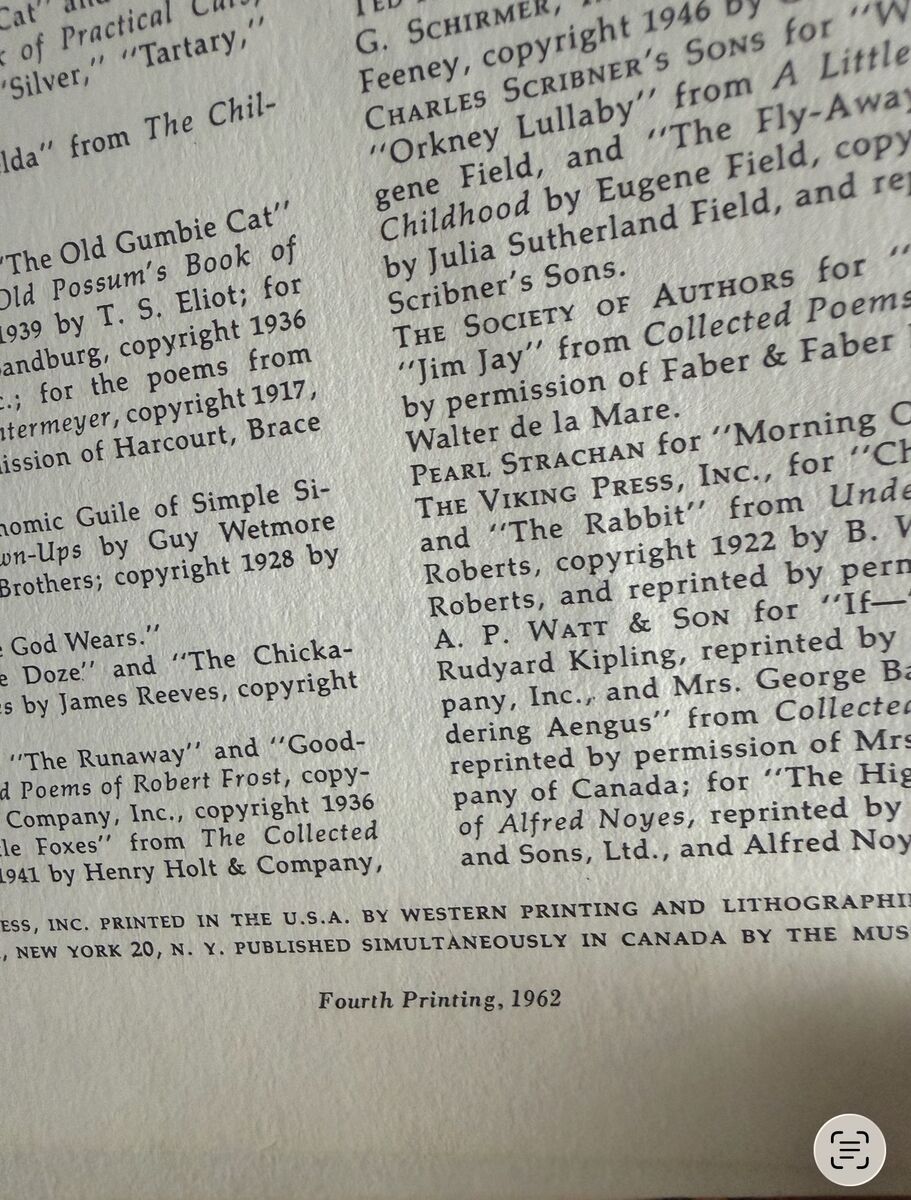 Cat" and
of Practical Cats,
"Silver," "Tartary,"
from The Chil-
"The Old Gumbie Cat"
Old Possum's Book of
1939 by T. S. Eliot; for
Sandburg, copyright 1936
for the poems from
copyright 1917,
of Harcourt, Brace
Guile of Simple Si-
by Guy Wetmore
Brothers; copyright 1928 by
God Wears."
Doze" and "The Chicka-
by James Reeves, copyright
"The Runaway" and "Good-
Poems of Robert Frost, copy-
Company, Inc., copyright 1936
Foxes" from The Collected
1941 by Henry Holt & Company,
G. SCHIRMER,
Feeney, copyright 1946 by
CHARLES SCRIBNER'S SONS for "W
"Orkney Lullaby" from A Little
gene Field, and "The Fly-Away
Childhood by Eugene Field, copy
by Julia Sutherland Field, and rep
Scribner's Sons.
THE SOCIETY OF AUTHORS for "
"Jim Jay" from Collected Poems
by permission of Faber & Faber
Walter de la Mare.
PEARL STRACHAN for "Morning
THE VIKING PRESS, INC., for "Ch
and "The Rabbit" from Unde
Roberts, copyright 1922 by B. W
Roberts, and reprinted by perm
A. P. WATT & SON for "If—"
Rudyard Kipling, reprinted by
pany, Inc., and Mrs. George Ba
dering Aengus" from Collected
reprinted by permission of Mrs
pany of Canada; for "The Hig
of Alfred Noyes, reprinted by
and Sons, Ltd., and Alfred Noy
ESS, INC. PRINTED IN THE U.S.A. BY WESTERN PRINTING AND LITHOGRAPHI
, NEW YORK 20, N. Y. PUBLISHED SIMULTANEOUSLY IN CANADA BY THE MUS
Fourth Printing, 1962